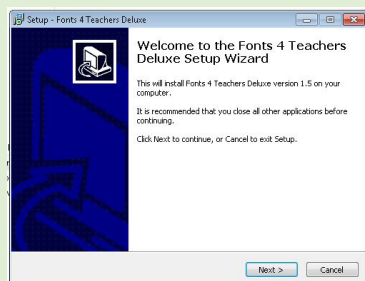 Setup - Fonts 4 Teachers Deluxe
Welcome to the Fonts 4 Teachers
Deluxe Setup Wizard
This will install Fonts 4 Teachers Deluxe version 1.5 on your
computer.
It is recommended that you close all other applications before
continuing.
Click Next to continue, or Cancel to exit Setup.
Next >
Cancel